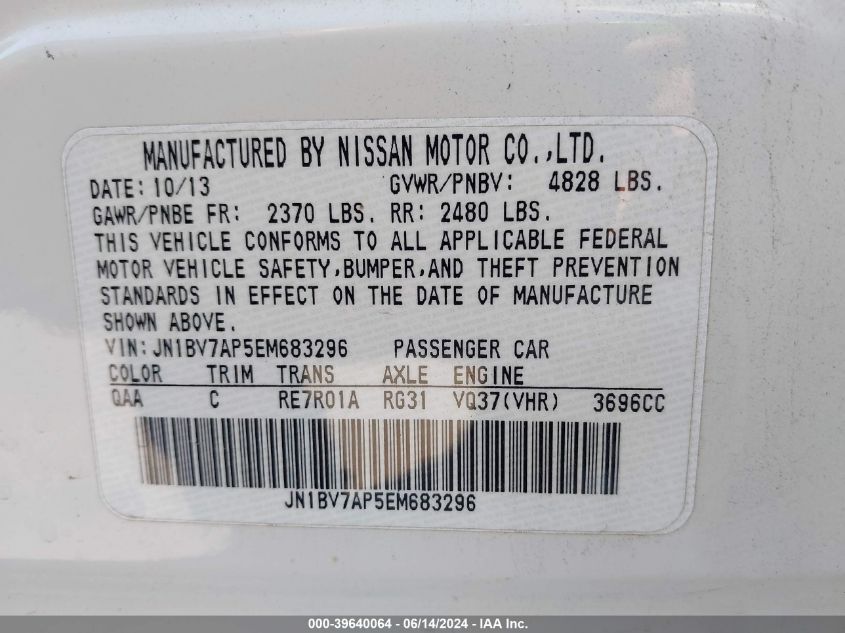 MANUFACTURED BY NISSAN MOTOR CO.,LTD.
DATE: 10/13 GVWR/PNBV: 4828 LBS.
GAWR/PNBE FR: 2370 LBS. RR: 2480 LBS.
THIS VEHICLE CONFORMS TO ALL APPLICABLE FEDERAL
MOTOR VEHICLE SAFETY,BUMPER,AND THEFT PREVENTION
STANDARDS IN EFFECT ON THE DATE OF MANUFACTURE
SHOWN ABOVE.
VIN:JN1BV7AP5EM683296 PASSENGER CAR
COLOR TRIM TRANS AXLE ENGINE
QAA C RE7R01A RG31 VQ37(VHR) 3696CC
JN1BV7AP5EM683296
000-39640064 - 06/14/2024 - IAA Inc.